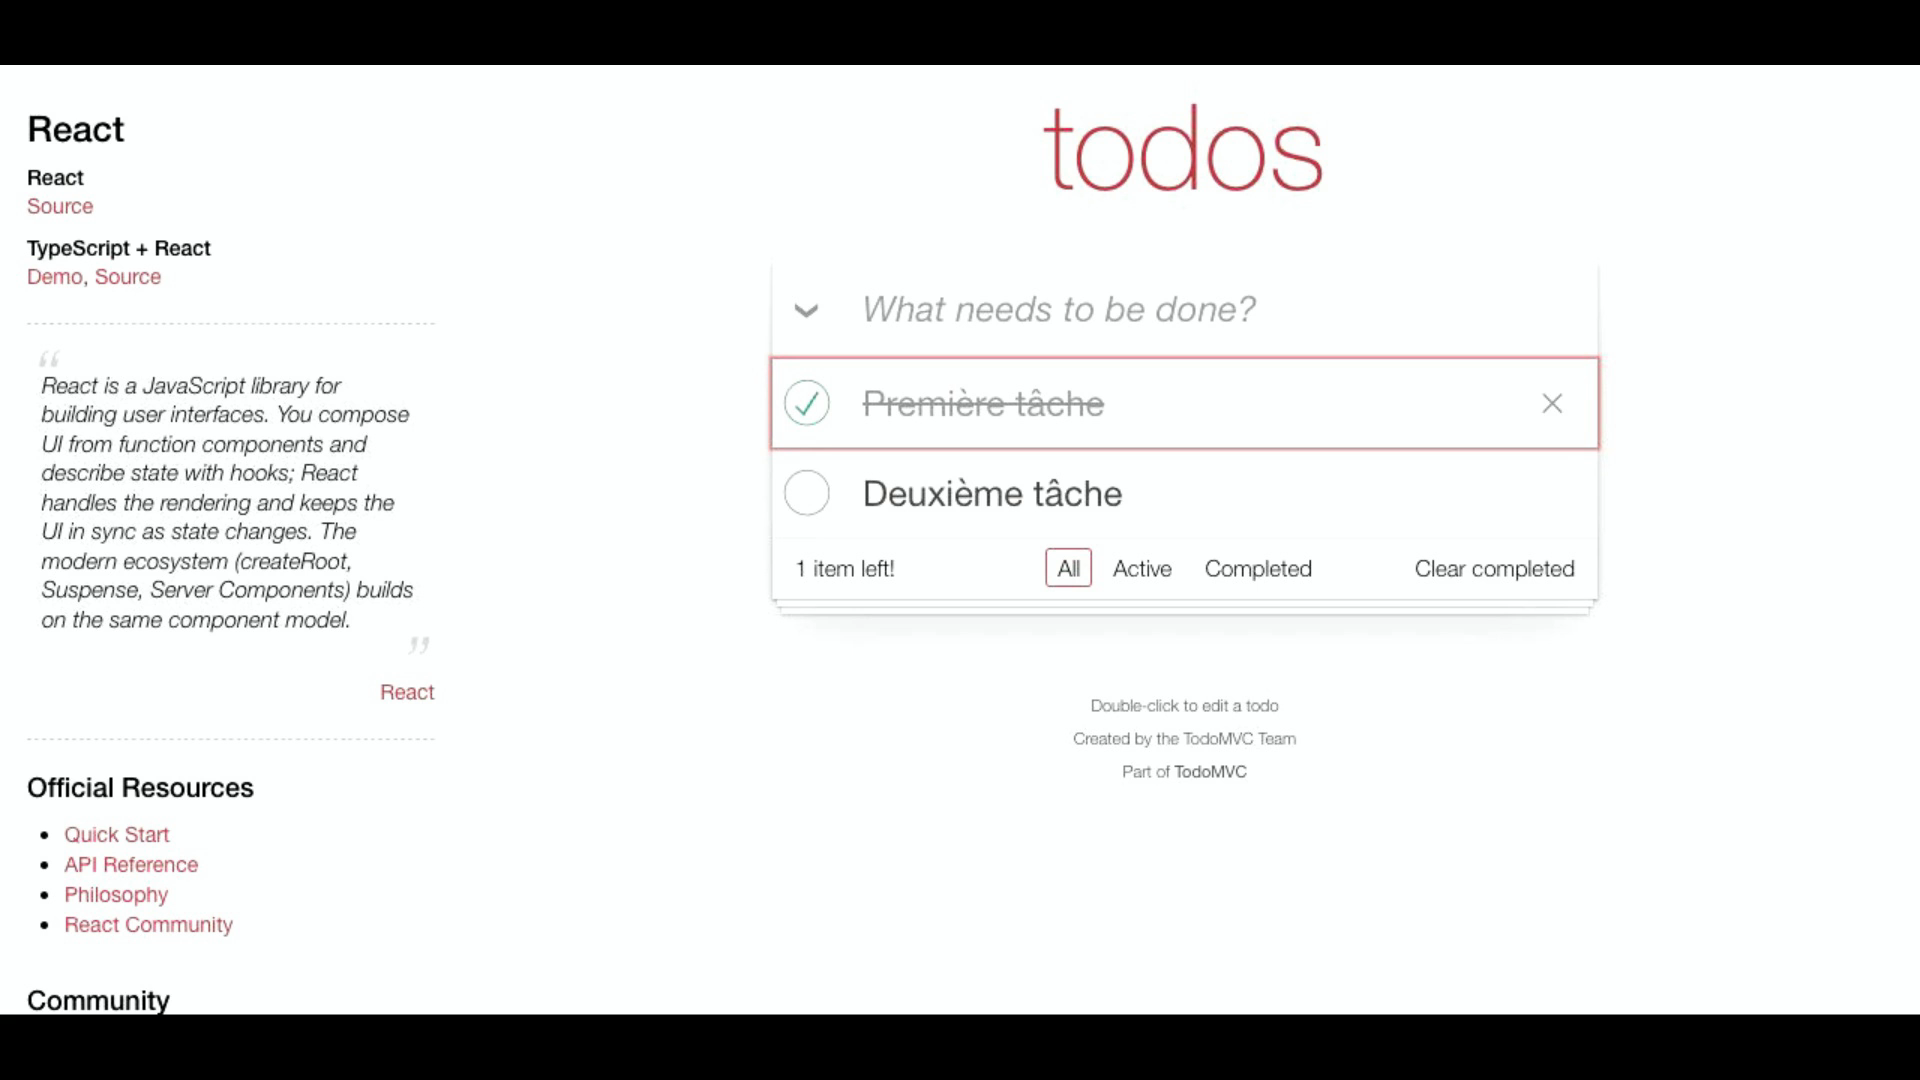 React
React
Source
TypeScript + React
Demo, Source
“
React is a JavaScript library for
building user interfaces. You compose
UI from function components and
describe state with hooks; React
handles the rendering and keeps the
UI in sync as state changes. The
modern ecosystem (createRoot,
Suspense, Server Components) builds
on the same component model.
”
React
Official Resources
Quick Start
API Reference
Philosophy
React Community
Community
todos
What needs to be done?
Première tâche
Deuxième tâche
1 item left! All Active Completed Clear completed
Double-click to edit a todo
Created by the TodoMVC Team
Part of TodoMVC